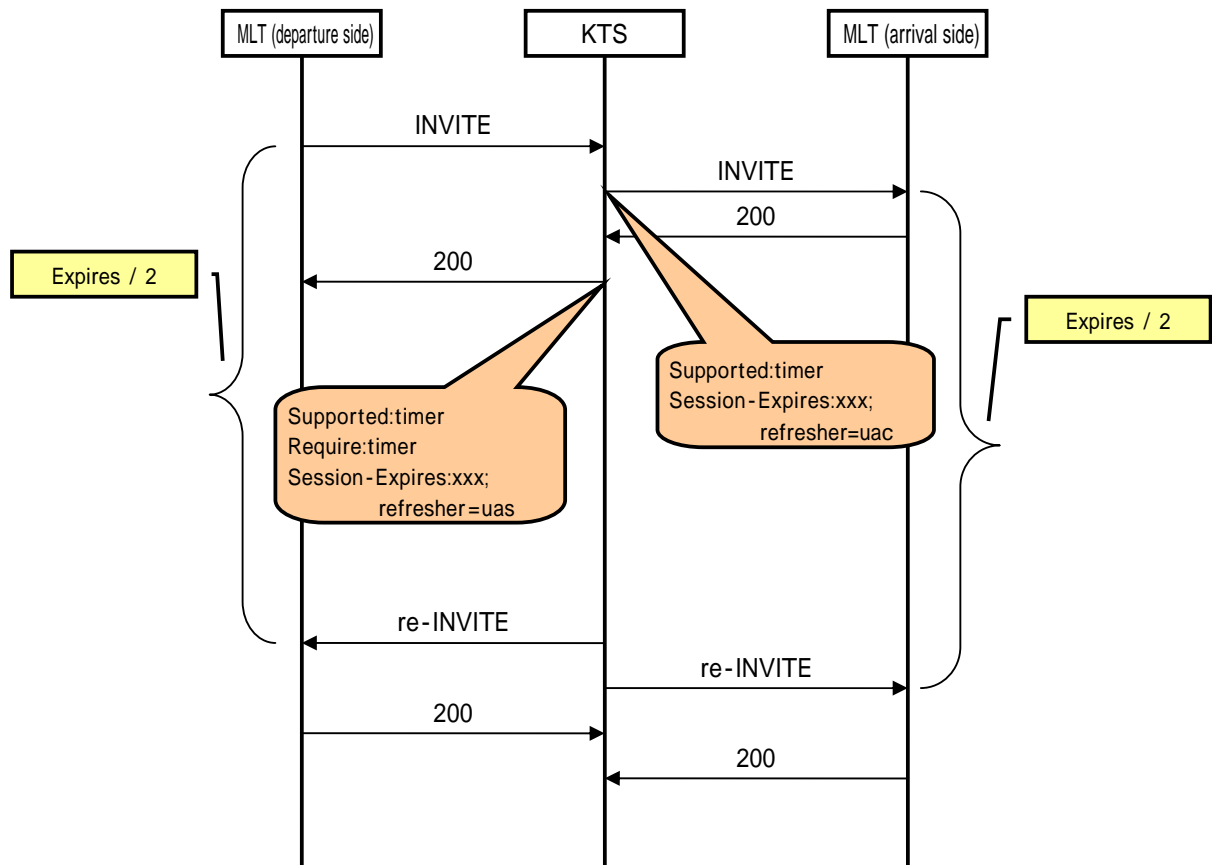 MLT (departure side)
KTS
MLT (arrival side)
INVITE
INVITE
200
200
Expires / 2
Expires / 2
Supported:timer
Session-Expires:xxx;
refresher=uac
Supported:timer
Require:timer
Session-Expires:xxx;
refresher=uas
re-INVITE
re-INVITE
200
200